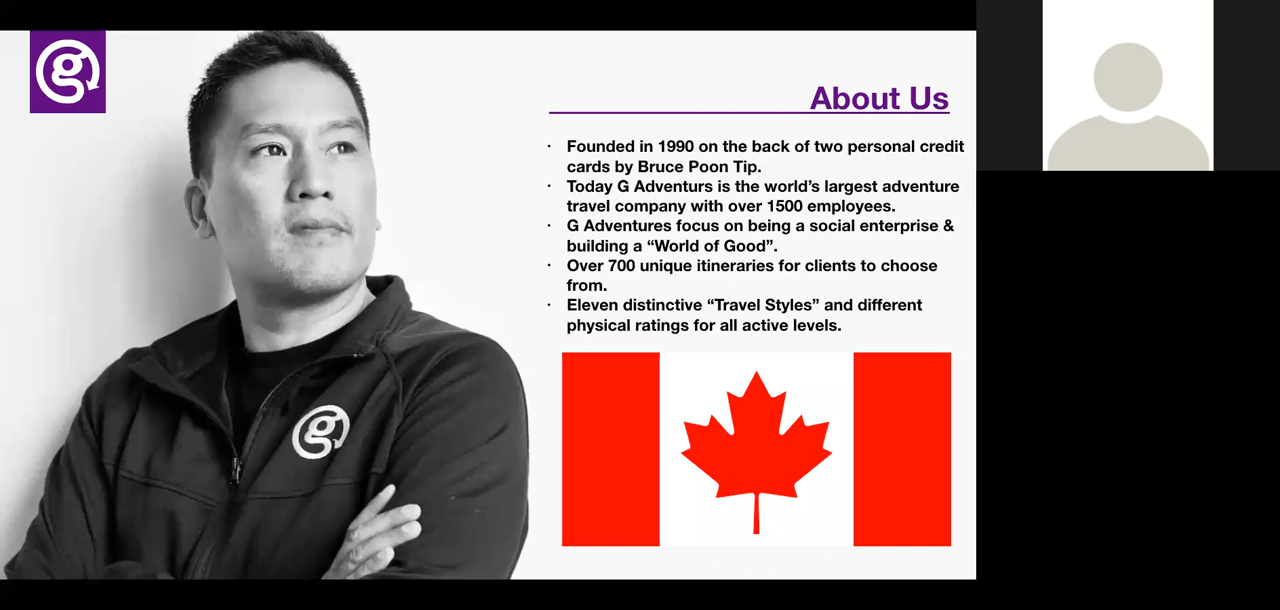 g
About Us
· Founded in 1990 on the back of two personal credit
cards by Bruce Poon Tip.
· Today G Adventurs is the world’s largest adventure
travel company with over 1500 employees.
· G Adventures focus on being a social enterprise &
building a “World of Good”.
· Over 700 unique itineraries for clients to choose
from.
· Eleven distinctive “Travel Styles” and different
physical ratings for all active levels.
g